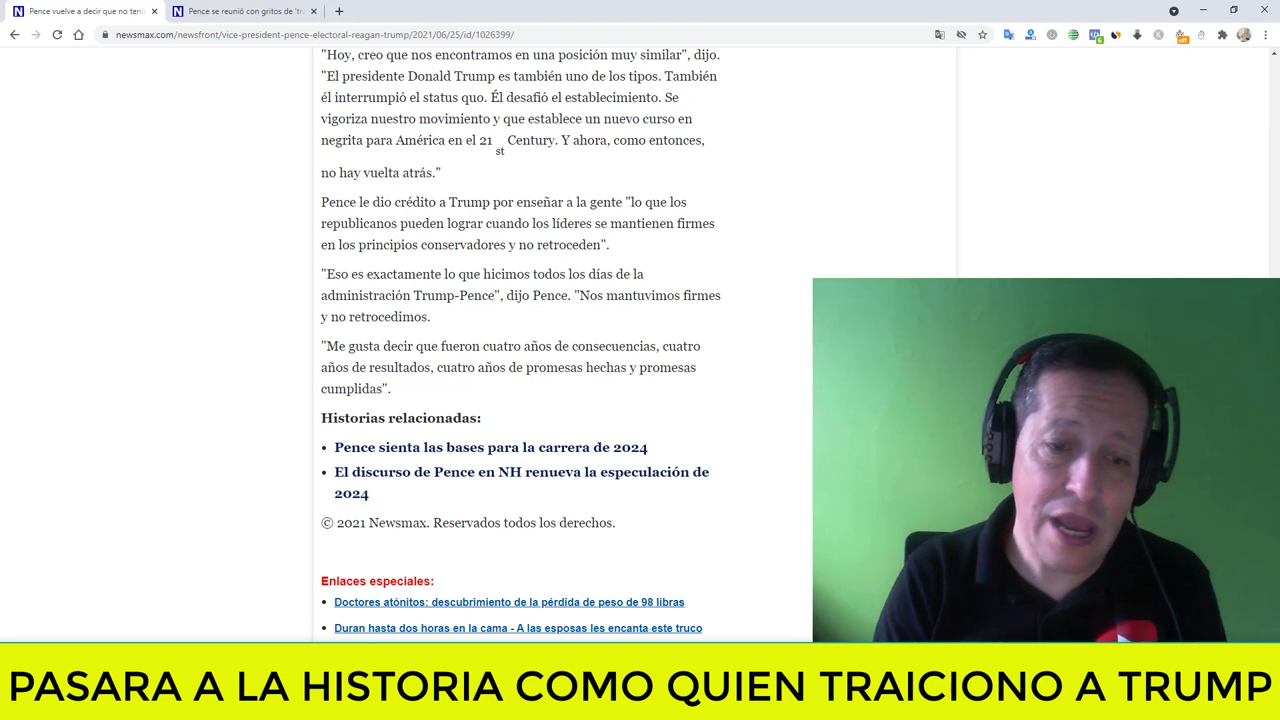 Pence vuelve a decir que no tení
Pence se reunió con gritos de 'tra
newsmax.com/newsfront/vice-president-pence-electoral-reagan-trump/2021/06/25/id/1026399/
"Hoy, creo que nos encontramos en una posición muy similar", dijo.
"El presidente Donald Trump es también uno de los tipos. También
él interrumpió el status quo. Él desafió el establecimiento. Se
vigoriza nuestro movimiento y que establece un nuevo curso en
negrita para América en el 21 st Century. Y ahora, como entonces,
no hay vuelta atrás."
Pence le dio crédito a Trump por enseñar a la gente "lo que los
republicanos pueden lograr cuando los líderes se mantienen firmes
en los principios conservadores y no retroceden".
"Eso es exactamente lo que hicimos todos los días de la
administración Trump-Pence", dijo Pence. "Nos mantuvimos firmes
y no retrocedimos.
"Me gusta decir que fueron cuatro años de consecuencias, cuatro
años de resultados, cuatro años de promesas hechas y promesas
cumplidas".
Historias relacionadas:
• Pence sienta las bases para la carrera de 2024
• El discurso de Pence en NH renueva la especulación de
2024
© 2021 Newsmax. Reservados todos los derechos.
Enlaces especiales:
• Doctores atónitos: descubrimiento de la pérdida de peso de 98 libras
• Duran hasta dos horas en la cama - A las esposas les encanta este truco
PASARA A LA HISTORIA COMO QUIEN TRAICIONO A TRUMP